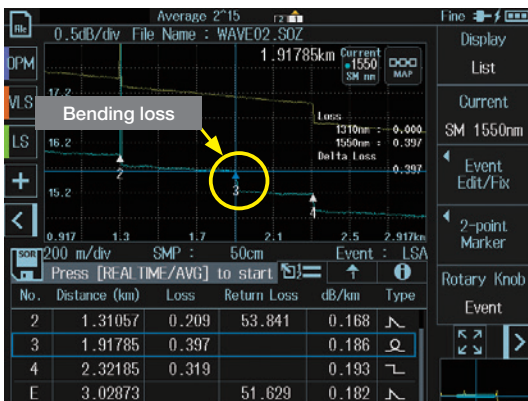 Average 2^15
Fine
File
0.5dB/div File Name : WAVE02.SOZ
Display
List
OPM
1.91785km
Current
1550
SM nm
MAP
17.2
Current
SM 1550nm
VLS
Bending loss
Loss
1310nm : 0.000
1550nm : 0.397
Delta Loss
0.397
LS
16.2
Event
Edit/Fix
2
3
4
15.2
2-point
Marker
0.917 1.3 1.7 2.1 2.5 2.917km
SOR
200 m/div SMP : 50cm Event : LSA
Press [REALTIME/AVG] to start
Rotary Knob
Event
No. Distance (km) Loss Return Loss dB/km Type
2 1.31057 0.209 53.841 0.168
3 1.91785 0.397 0.186
4 2.32185 0.319 0.193
E 3.02873 51.629 0.182